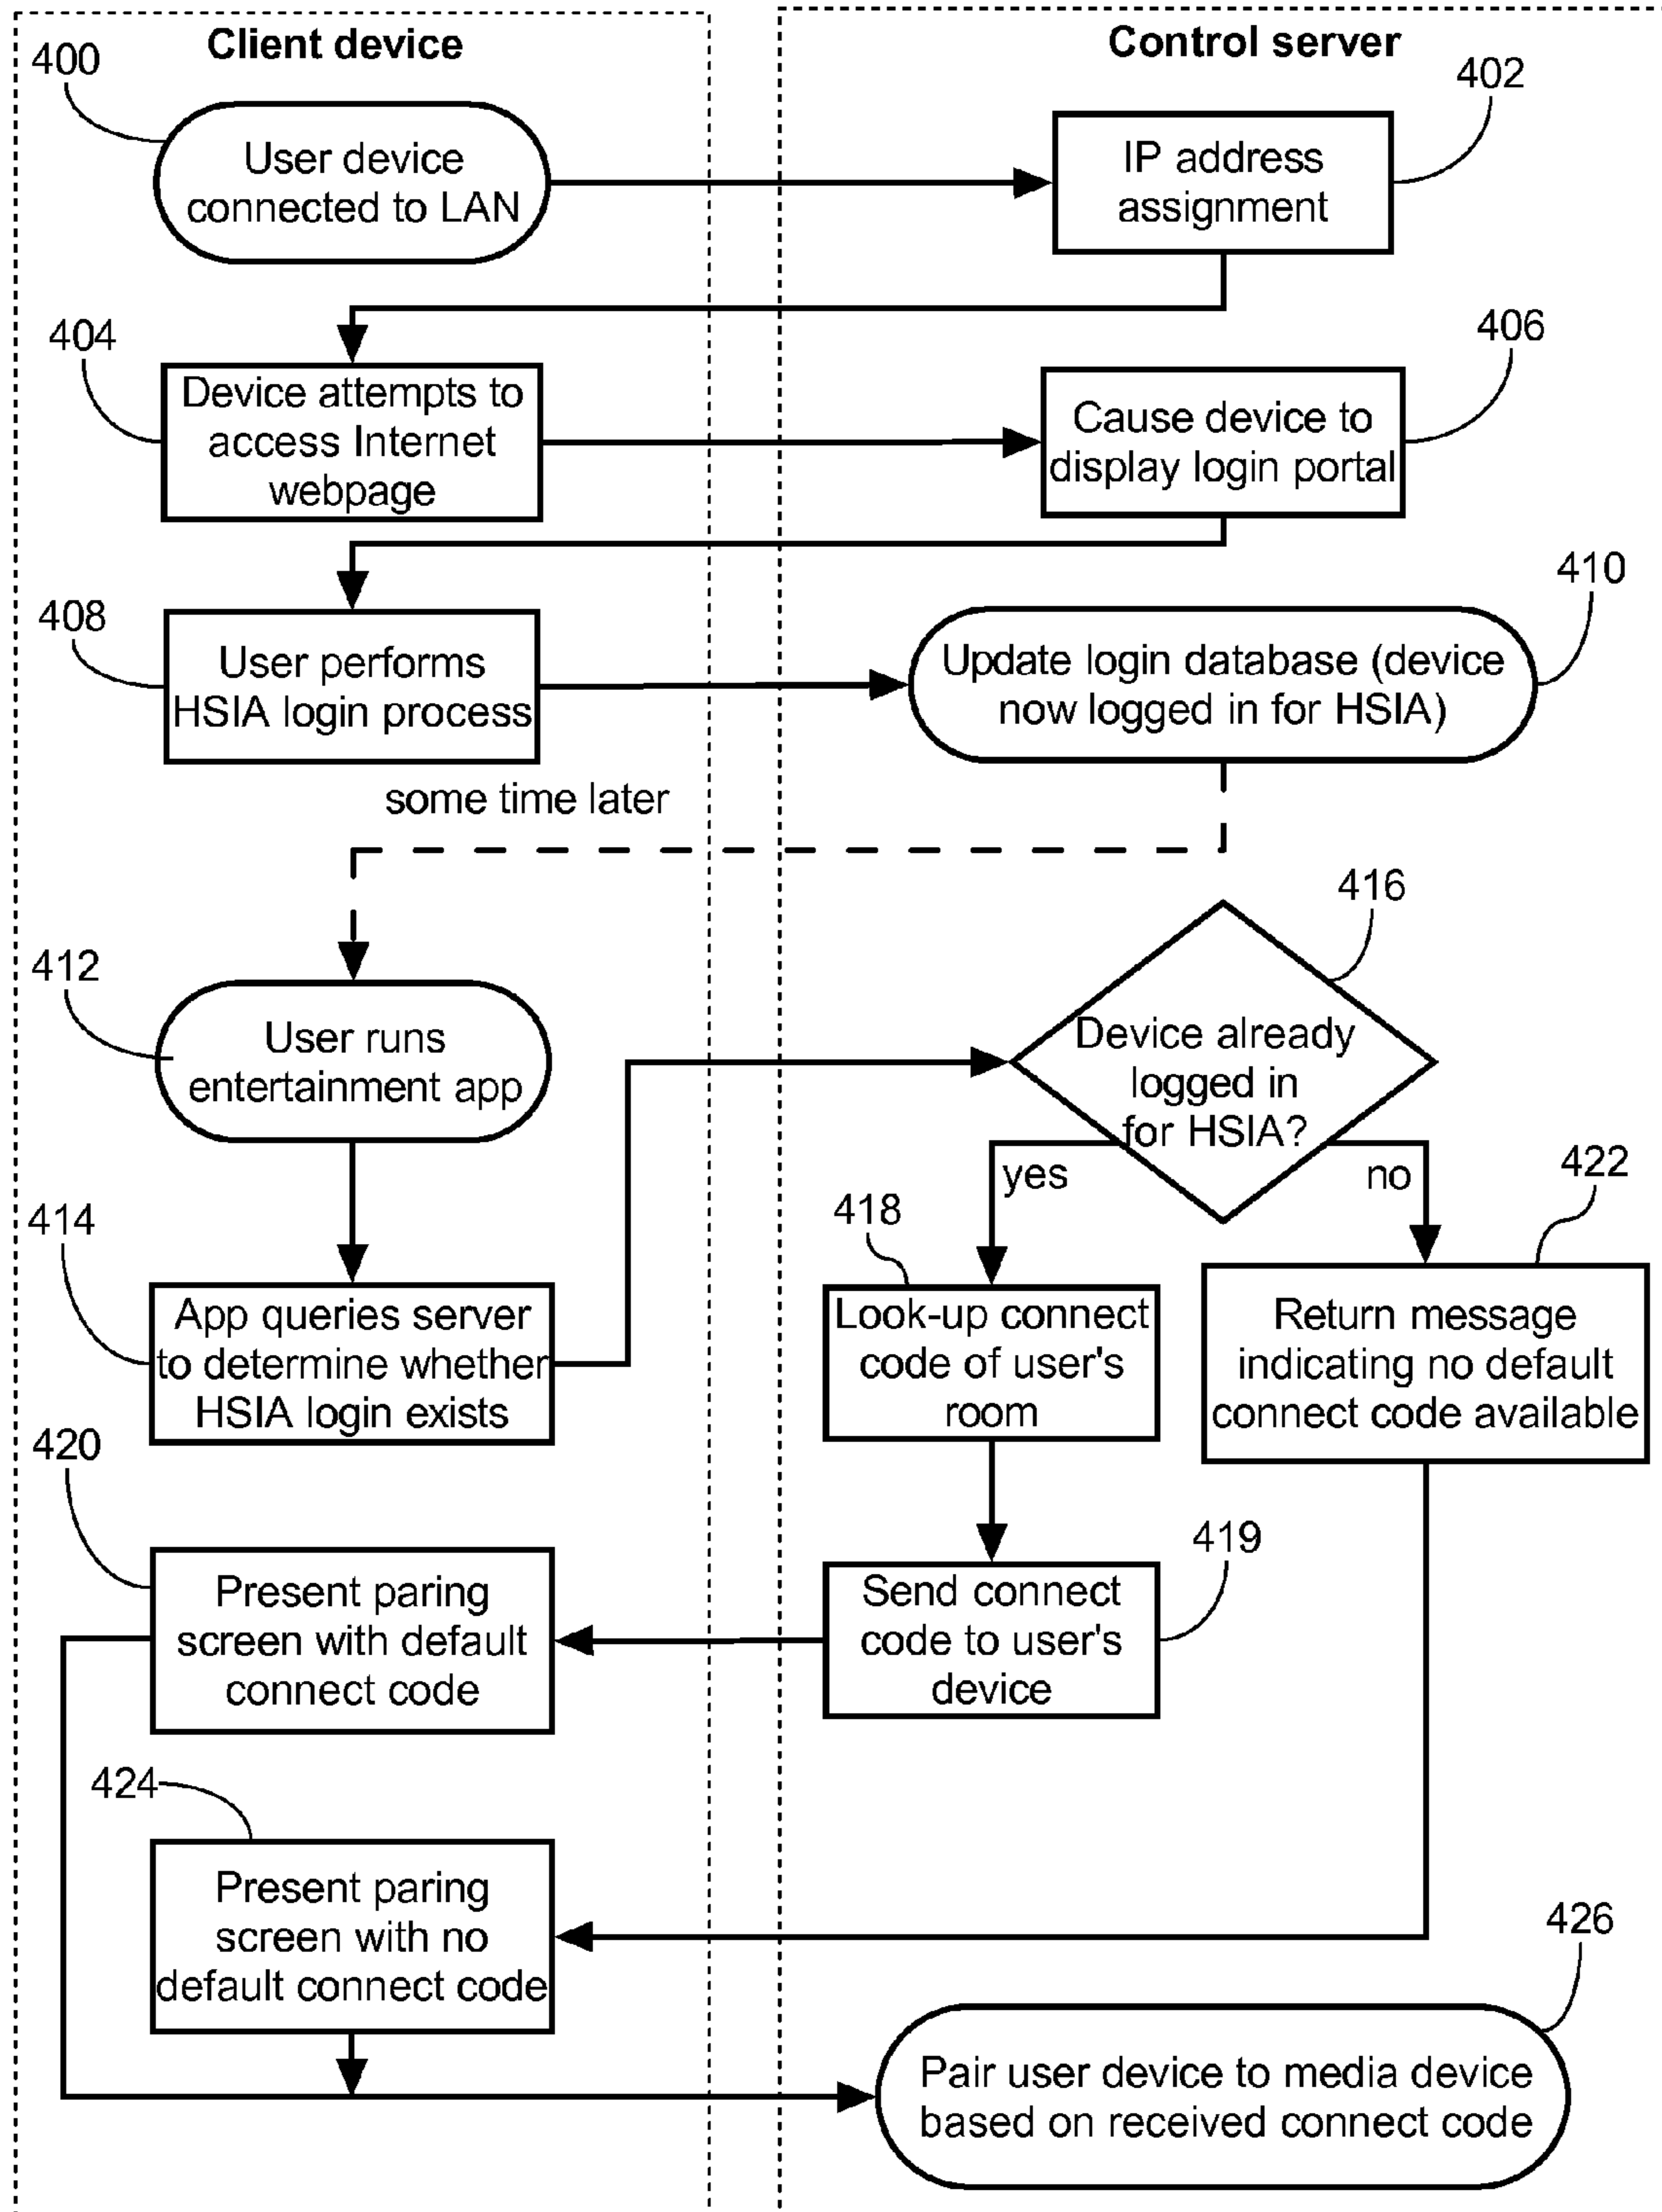 Client device
Control server
400
User device
connected to LAN
402
IP address
assignment
404
Device attempts to
access Internet
webpage
406
Cause device to
display login portal
408
User performs
HSIA login process
410
Update login database (device
now logged in for HSIA)
some time later
412
User runs
entertainment app
416
Device already
logged in
for HSIA?
yes
no
414
App queries server
to determine whether
HSIA login exists
418
Look-up connect
code of user's
room
422
Return message
indicating no default
connect code available
420
Present paring
screen with default
connect code
419
Send connect
code to user's
device
424
Present paring
screen with no
default connect code
426
Pair user device to media device
based on received connect code